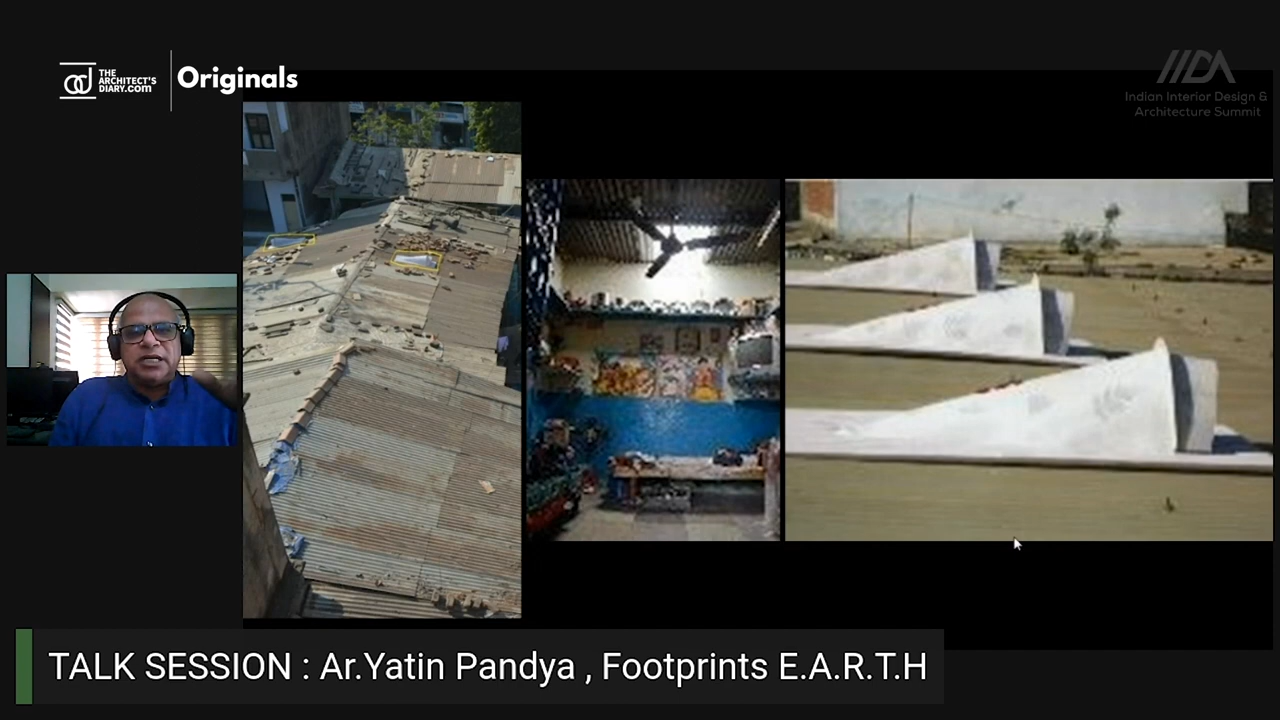 THE
ARCHITECT'S
DIARY.com
Originals
Indian Interior Design &
Architecture Summit
TALK SESSION : Ar.Yatin Pandya , Footprints E.A.R.T.H